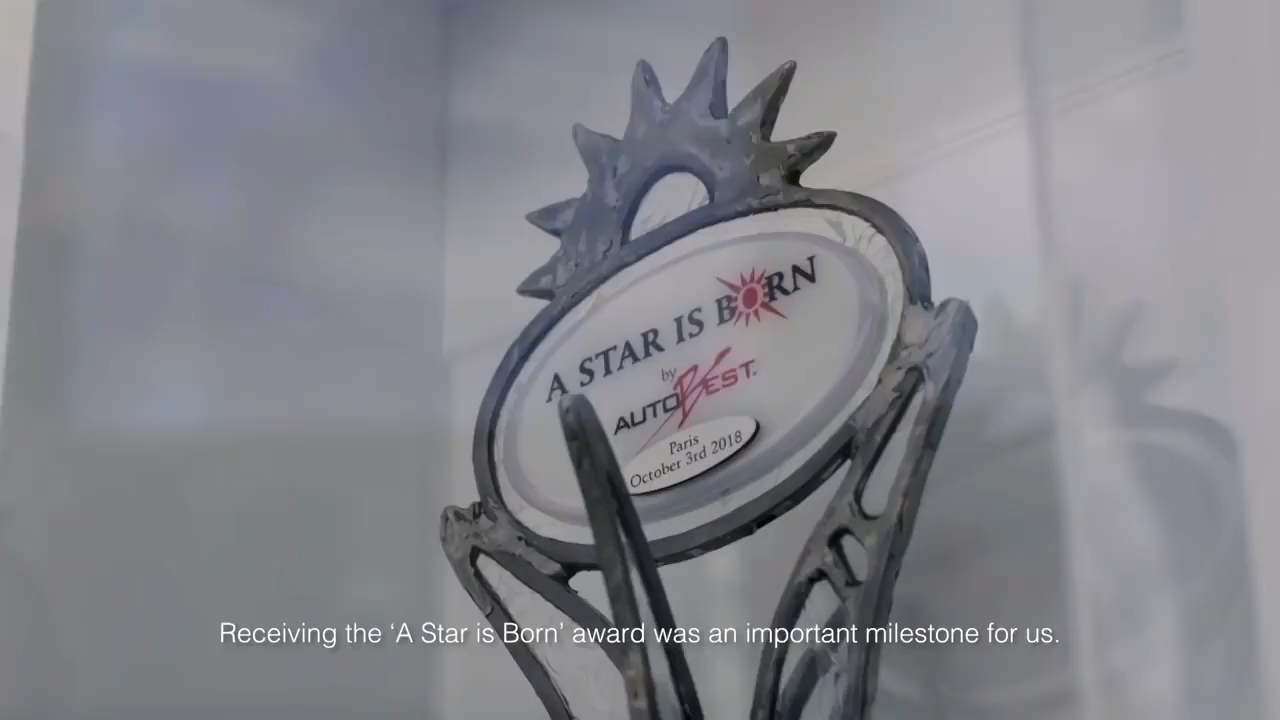 A STAR IS BORN
by
AUTOBEST.
Paris
October 3rd 2018
Receiving the ‘A Star is Born’ award was an important milestone for us.